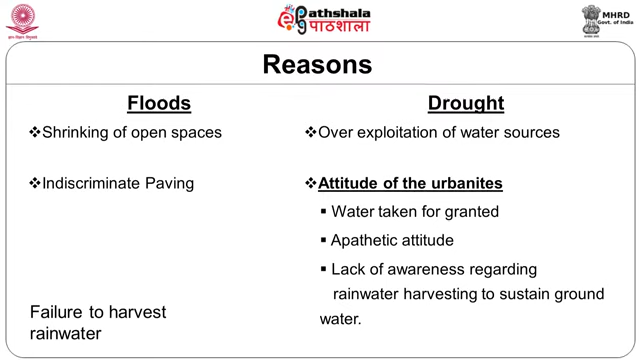 Pathshala
पाठशाला
MHRD
Govt. of India
Reasons
Floods
❖Shrinking of open spaces
❖Indiscriminate Paving
Failure to harvest
rainwater
Drought
❖Over exploitation of water sources
❖Attitude of the urbanites
▪ Water taken for granted
▪ Apathetic attitude
▪ Lack of awareness regarding
rainwater harvesting to sustain ground
water.